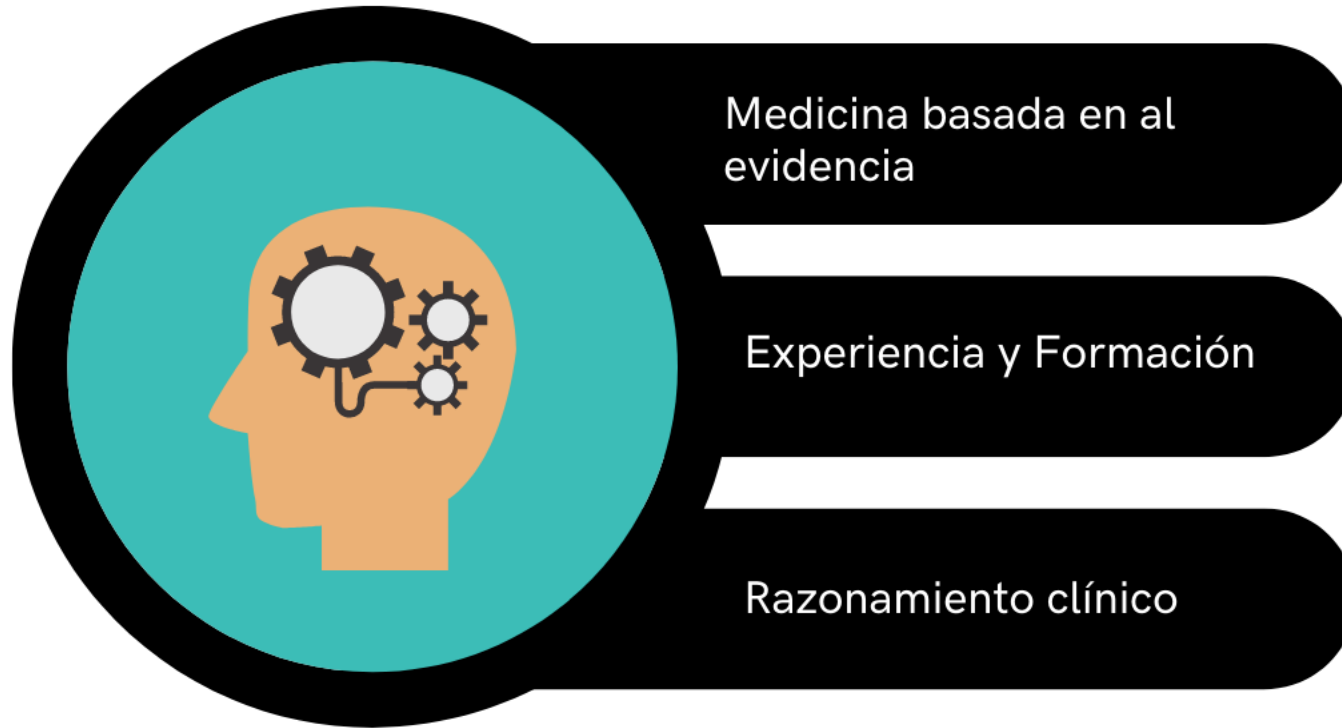 Medicina basada en al
evidencia
Experiencia y Formación
Razonamiento clínico